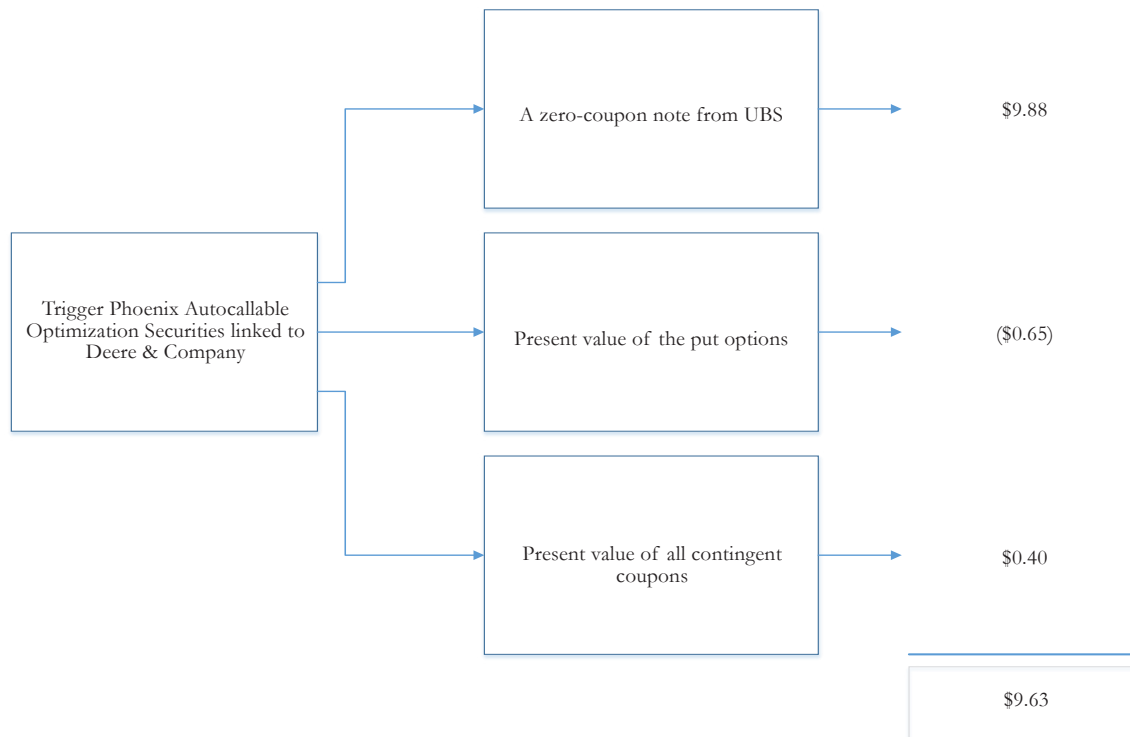 A zero-coupon note from UBS
$9.88
Trigger Phoenix Autocallable
Optimization Securities linked to
Deere & Company
Present value of the put options
($0.65)
Present value of all contingent
coupons
$0.40
$9.63